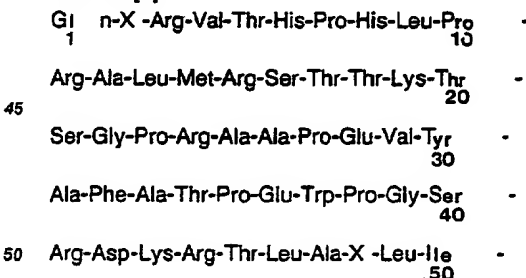 Gl n-X -Arg-Val-Thr-His-Pro-His-Leu-Pro -
1 10
Arg-Ala-Leu-Met-Arg-Ser-Thr-Thr-Lys-Thr -
20
45
Ser-Gly-Pro-Arg-Ala-Ala-Pro-Glu-Val-Tyr -
30
Ala-Phe-Ala-Thr-Pro-Glu-Trp-Pro-Gly-Ser -
40
50 Arg-Asp-Lys-Arg-Thr-Leu-Ala-X -Leu-Ile -
.50